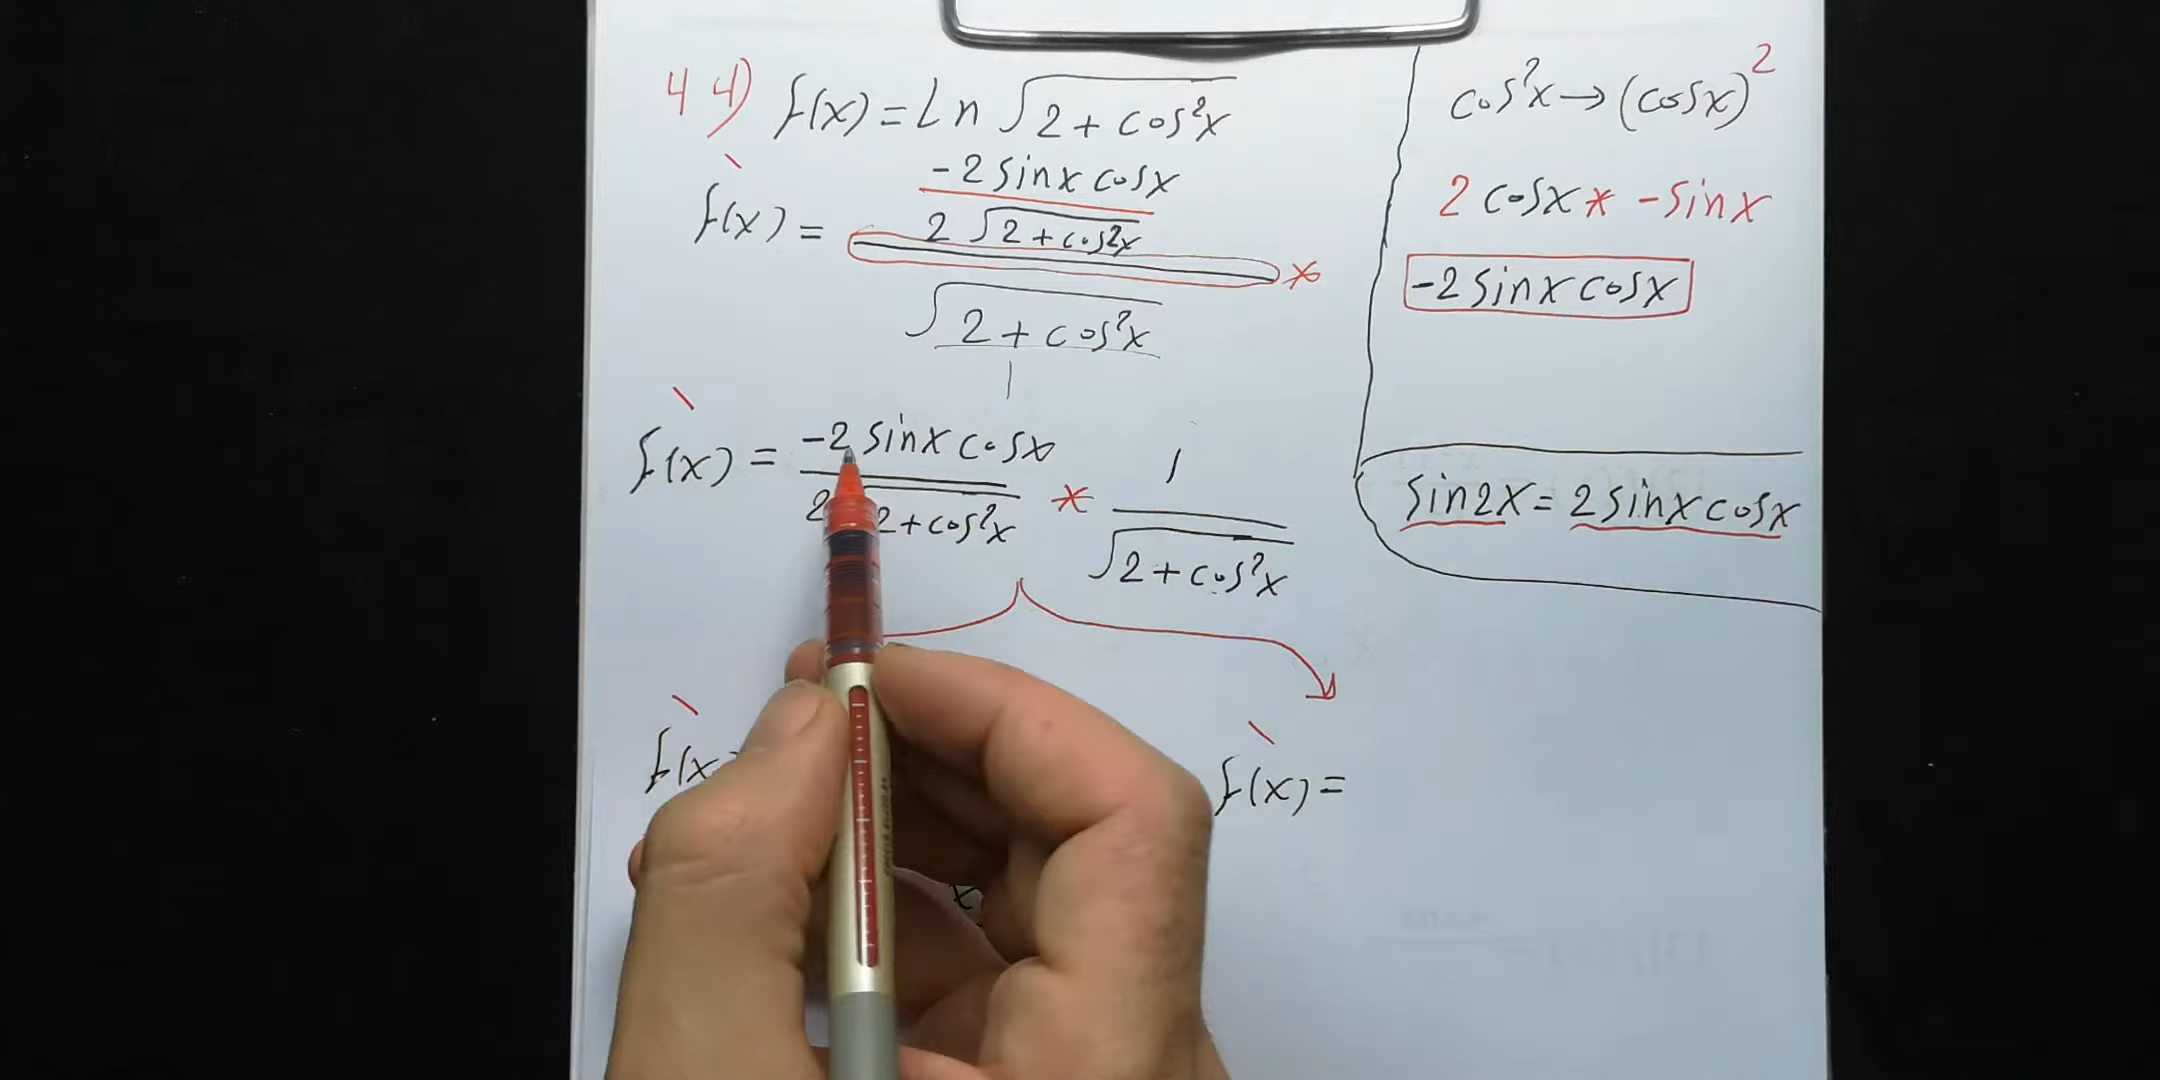 44) f(x) = Ln √(2 + cos²x)
f`(x) = (-2 sinx cosx / 2 √(2 + cos²x)) / √(2 + cos²x) *
1
f`(x) = -2 sinx cosx / 2 √(2 + cos²x) * 1 / √(2 + cos²x)
f`(x)
f`(x) =
cos²x → (cosx)²
2 cosx * - sinx
-2 sinx cosx
sin2x = 2 sinx cosx